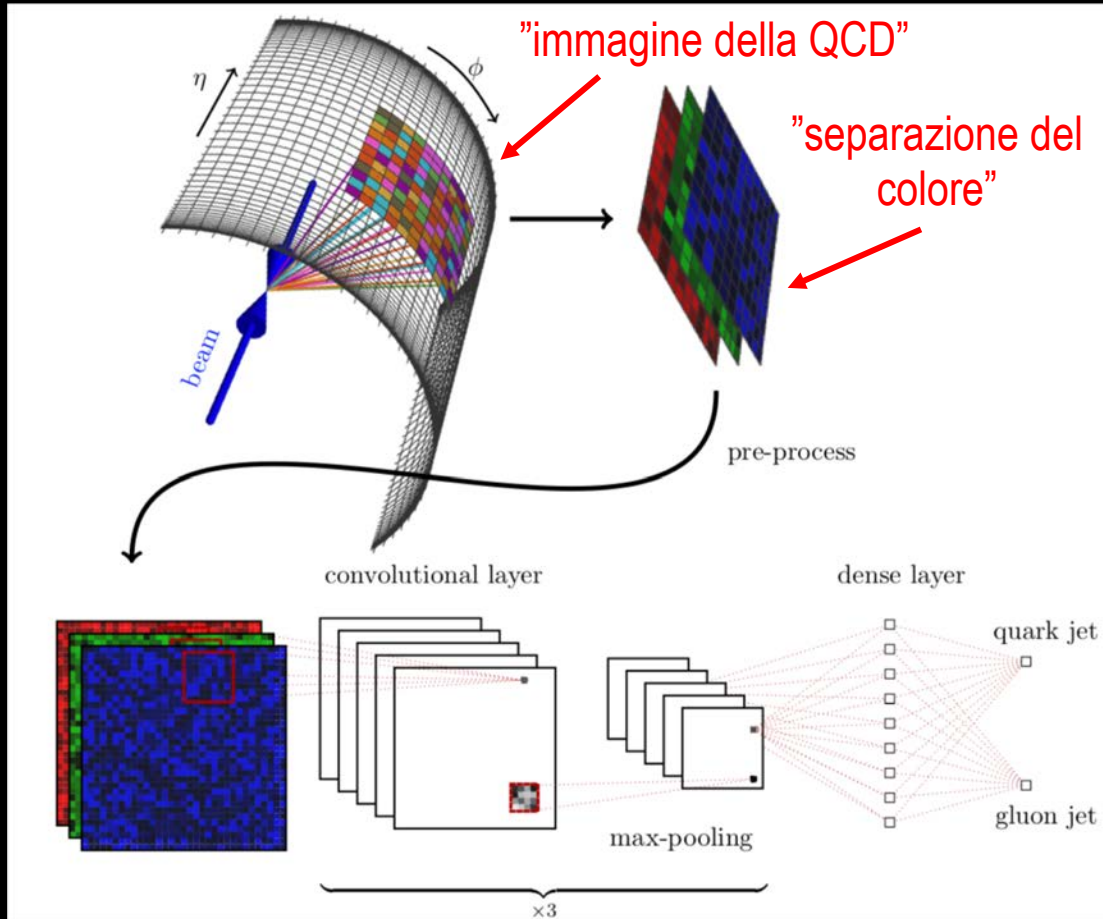 ”immagine della QCD”
η
ϕ
”separazione del
colore”
beam
pre-process
convolutional layer
dense layer
quark jet
gluon jet
max-pooling
×3